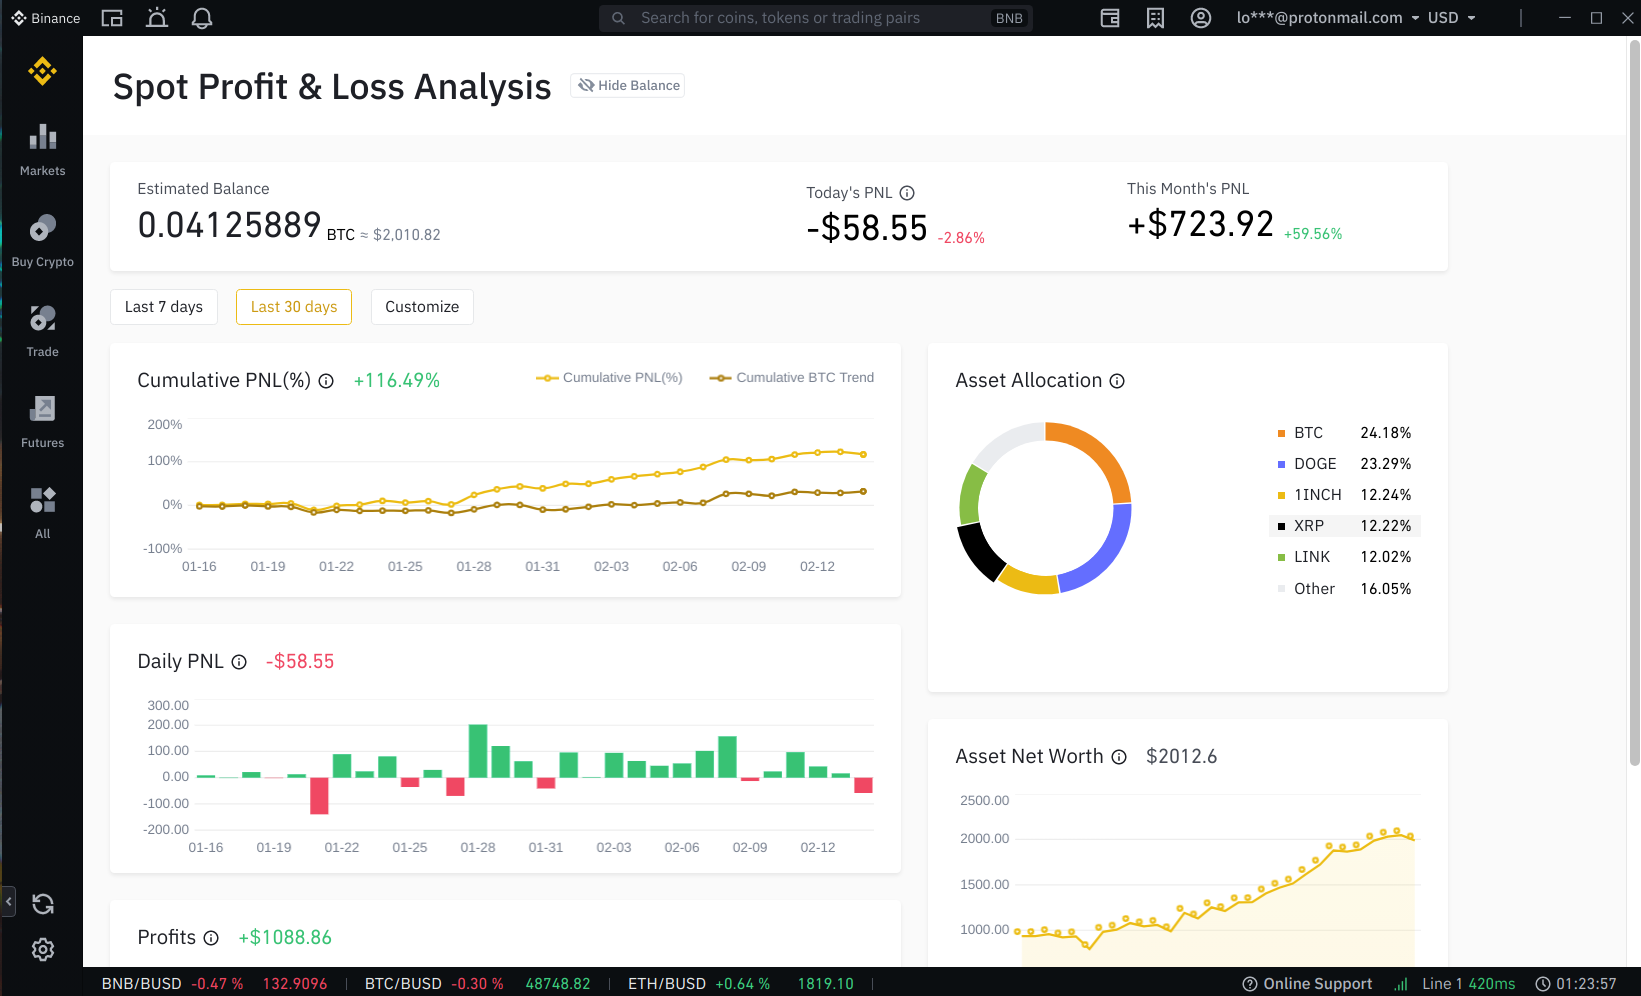 Binance
Search for coins, tokens or trading pairs BNB
lo***@protonmail.com USD
Markets
Buy Crypto
Trade
Futures
All
Spot Profit & Loss Analysis
Hide Balance
Estimated Balance
0.04125889 BTC ≈ $2,010.82
Today's PNL
-$58.55 -2.86%
This Month's PNL
+$723.92 +59.56%
Last 7 days
Last 30 days
Customize
Cumulative PNL(%) +116.49%
Cumulative PNL(%) Cumulative BTC Trend
200%
100%
0%
-100%
01-16 01-19 01-22 01-25 01-28 01-31 02-03 02-06 02-09 02-12
Asset Allocation
BTC 24.18%
DOGE 23.29%
1INCH 12.24%
XRP 12.22%
LINK 12.02%
Other 16.05%
Daily PNL -$58.55
300.00
200.00
100.00
0.00
-100.00
-200.00
01-16 01-19 01-22 01-25 01-28 01-31 02-03 02-06 02-09 02-12
Asset Net Worth $2012.6
2500.00
2000.00
1500.00
1000.00
Profits +$1088.86
BNB/BUSD -0.47 % 132.9096 BTC/BUSD -0.30 % 48748.82 ETH/BUSD +0.64 % 1819.10
Online Support Line 1 420ms 01:23:57